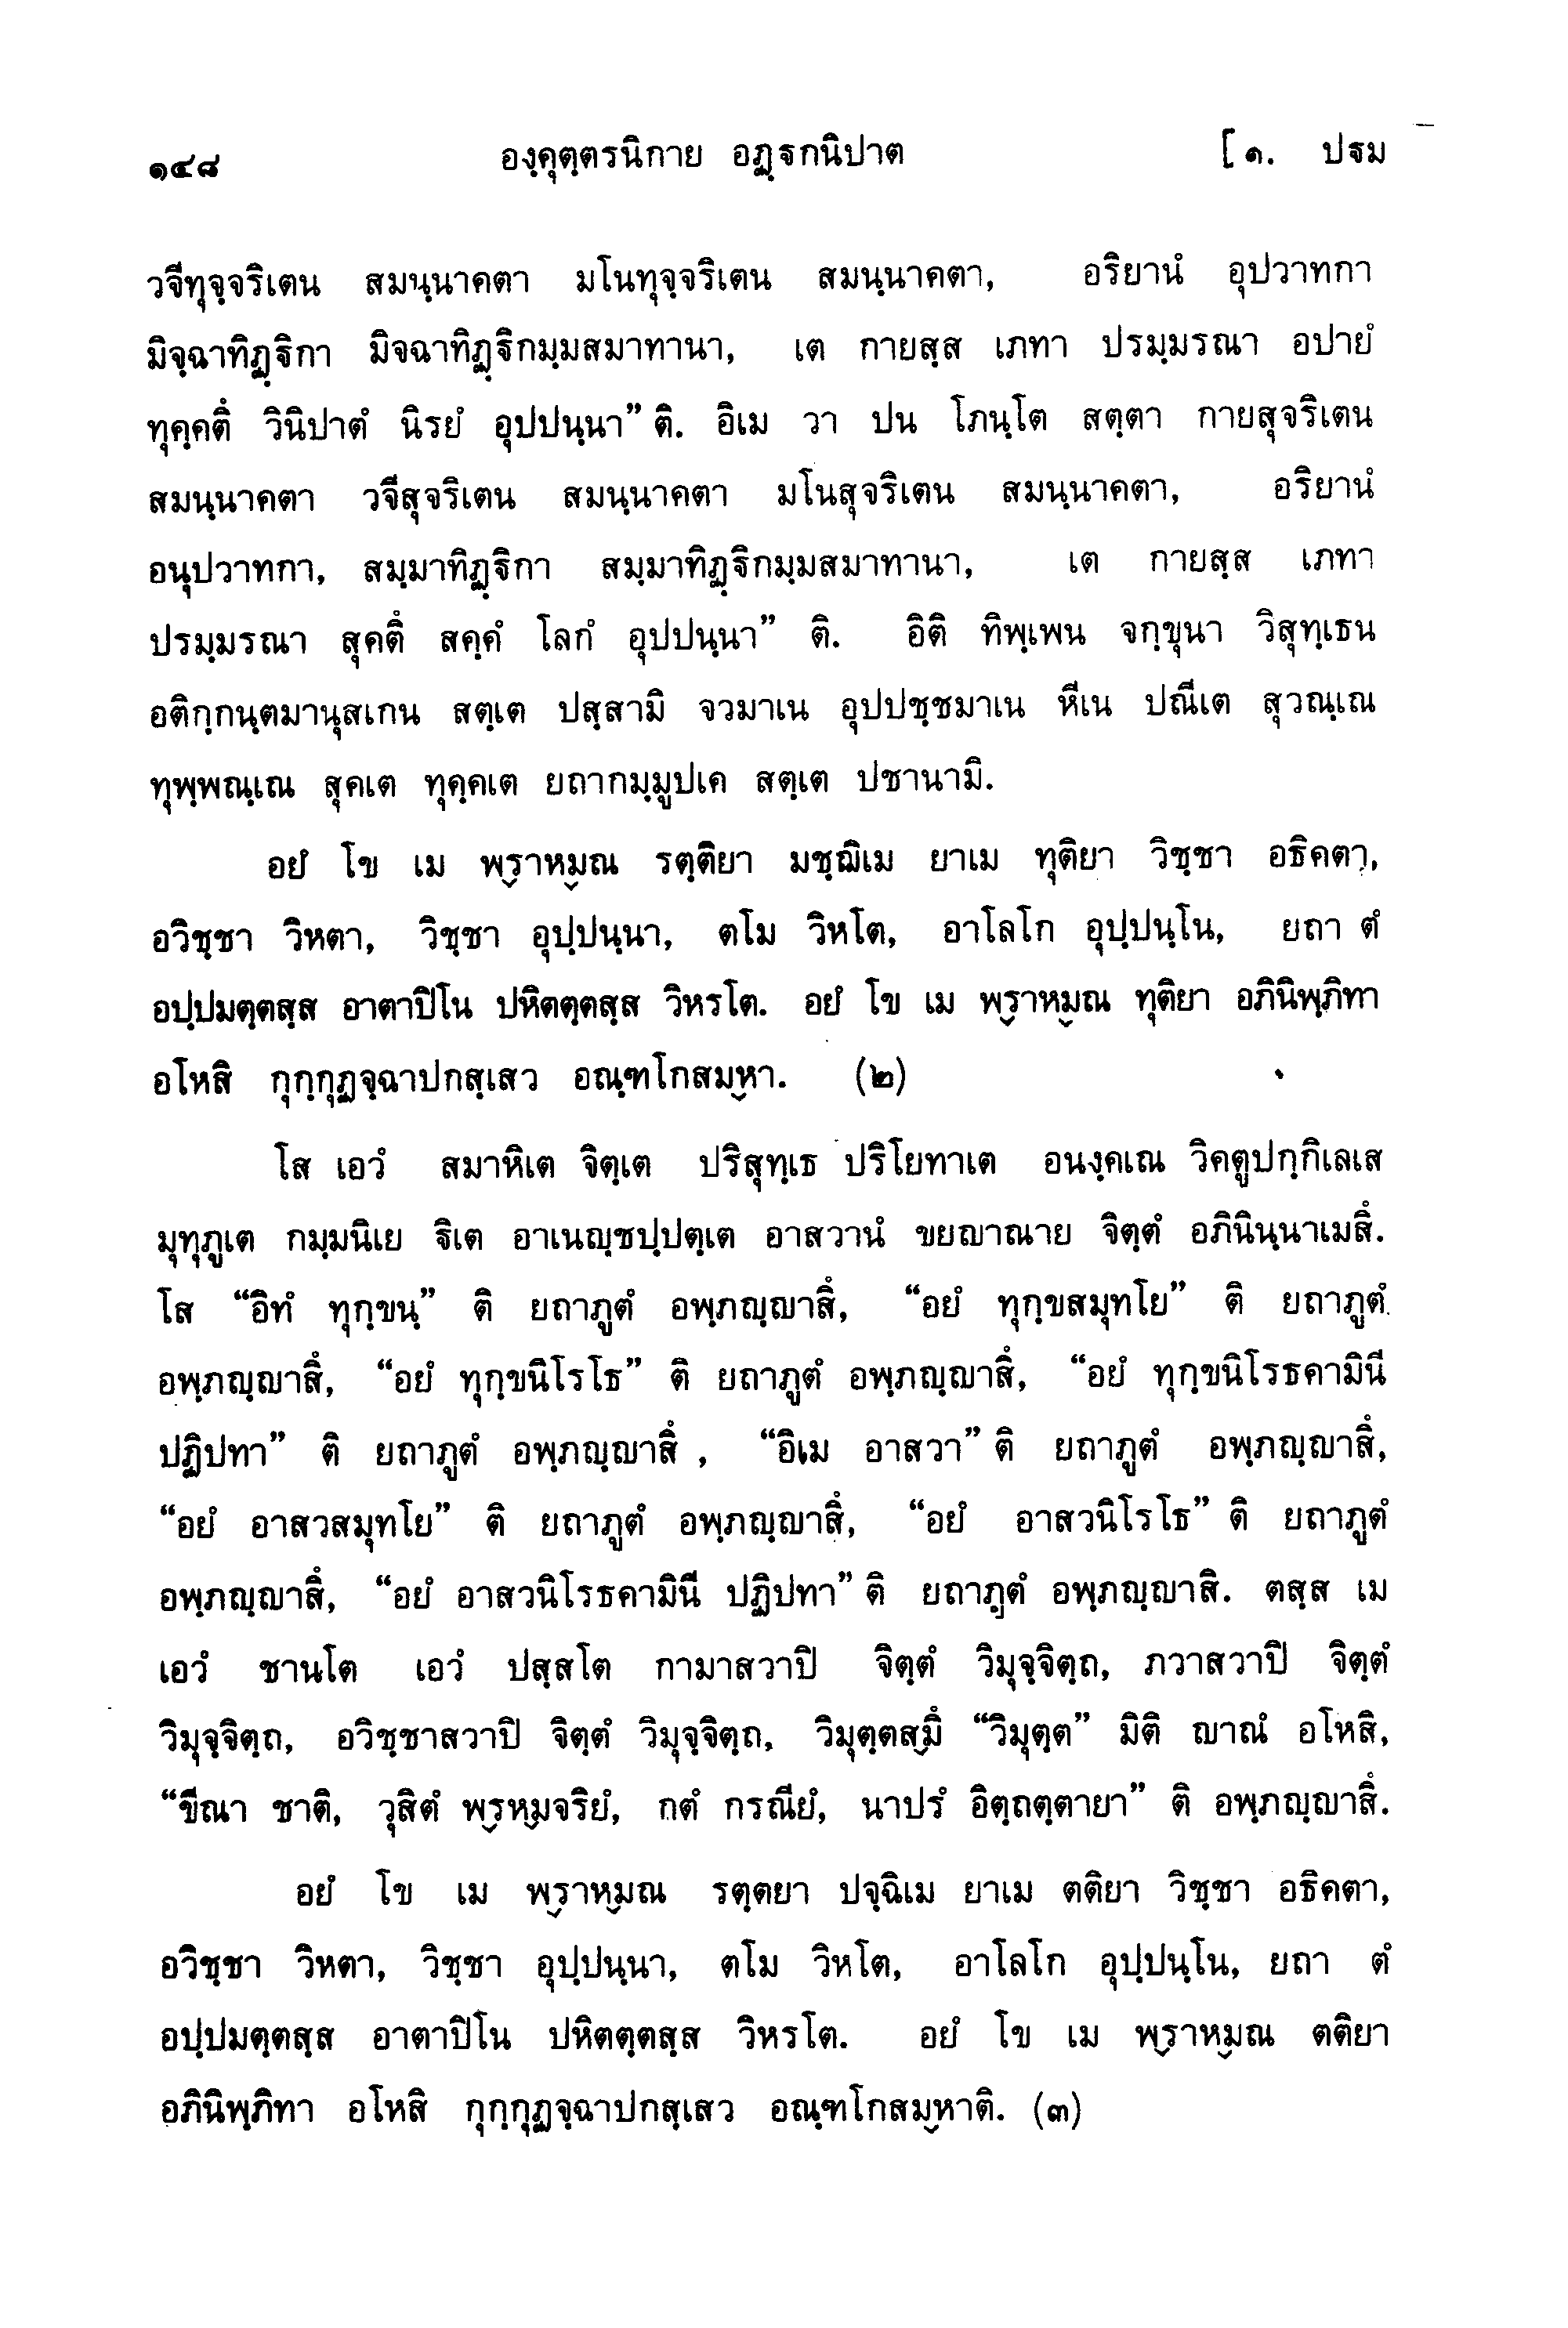 ๑๔๘ องฺคุตฺตรนิกาย อฏฺฐกนิปาต [ ๑. ปฐม
วจีทุจฺจริเตน สมนฺนาคตา มโนทุจฺจริเตน สมนฺนาคตา, อริยานํ อุปวาทกา
มิจฺฉาทิฏฺฐิกา มิจฉาทิฏฺฐิกมฺมสมาทานา, เต กายสฺส เภทา ปรมฺมรณา อปายํ
ทุคฺคตึ วินิปาตํ นิรยํ อุปปนฺนา” ติ. อิเม วา ปน โภนฺโต สตฺตา กายสุจริเตน
สมนฺนาคตา วจีสุจริเตน สมนฺนาคตา มโนสุจริเตน สมนฺนาคตา, อริยานํ
อนุปวาทกา, สมฺมาทิฏฺฐิกา สมฺมาทิฏฺฐิกมฺมสมาทานา, เต กายสฺส เภทา
ปรมฺมรณา สุคตึ สคฺคํ โลกํ อุปปนฺนา” ติ. อิติ ทิพฺเพน จกฺขุนา วิสุทฺเธน
อติกฺกนฺตมานุสเกน สตฺเต ปสฺสามิ จวมาเน อุปปชฺชมาเน หีเน ปณีเต สุวณฺเณ
ทุพฺพณฺเณ สุคเต ทุคฺคเต ยถากมฺมูปเค สตฺเต ปชานามิ.
อยํ โข เม พฺราหฺมณ รตฺติยา มชฺฌิเม ยาเม ทุติยา วิชฺชา อธิคตา,
อวิชฺชา วิหตา, วิชฺชา อุปฺปนฺนา, ตโม วิหโต, อาโลโก อุปฺปนฺโน, ยถา ตํ
อปฺปมตฺตสฺส อาตาปิโน ปหิตตฺตสฺส วิหรโต. อยํ โข เม พฺราหฺมณ ทุติยา อภินิพฺภิทา
อโหสิ กุกฺกุฏจฺฉาปกสฺเสว อณฺฑโกสมฺหา. (๒)
โส เอวํ สมาหิเต จิตฺเต ปริสุทฺเธ ปริโยทาเต อนงฺคเณ วิคตูปกฺกิเลเส
มุทุภูเต กมฺมนิเย ฐิเต อาเนญฺชปฺปตฺเต อาสวานํ ขยญาณาย จิตฺตํ อภินินฺนาเมสึ.
โส “อิทํ ทุกฺขนฺ” ติ ยถาภูตํ อพฺภญฺญาสึ, “อยํ ทุกฺขสมุทโย” ติ ยถาภูตํ
อพฺภญฺญาสึ, “อยํ ทุกฺขนิโรโธ” ติ ยถาภูตํ อพฺภญฺญาสึ, “อยํ ทุกฺขนิโรธคามินี
ปฏิปทา” ติ ยถาภูตํ อพฺภญฺญาสึ , “อิเม อาสวา” ติ ยถาภูตํ อพฺภญฺญาสึ,
“อยํ อาสวสมุทโย” ติ ยถาภูตํ อพฺภญฺญาสึ, “อยํ อาสวนิโรโธ” ติ ยถาภูตํ
อพฺภญฺญาสึ, “อยํ อาสวนิโรธคามินี ปฏิปทา” ติ ยถาภูตํ อพฺภญฺญาสิ. ตสฺส เม
เอวํ ชานโต เอวํ ปสฺสโต กามาสวาปิ จิตฺตํ วิมุจฺจิตฺถ, ภวาสวาปิ จิตฺตํ
วิมุจฺจิตฺถ, อวิชฺชาสวาปิ จิตฺตํ วิมุจฺจิตฺถ, วิมุตฺตสฺมึ “วิมุตฺต” มิติ ญาณํ อโหสิ,
“ขีณา ชาติ, วุสิตํ พฺรหฺมจริยํ, กตํ กรณียํ, นาปรํ อิตฺถตฺตายา” ติ อพฺภญฺญาสึ.
อยํ โข เม พฺราหฺมณ รตฺตยา ปจฺฉิเม ยาเม ตติยา วิชฺชา อธิคตา,
อวิชฺชา วิหตา, วิชฺชา อุปฺปนฺนา, ตโม วิหโต, อาโลโก อุปฺปนฺโน, ยถา ตํ
อปฺปมตฺตสฺส อาตาปิโน ปหิตตฺตสฺส วิหรโต. อยํ โข เม พฺราหฺมณ ตติยา
อภินิพฺภิทา อโหสิ กุกฺกุฏจฺฉาปกสฺเสว อณฺฑโกสมฺหาติ. (๓)